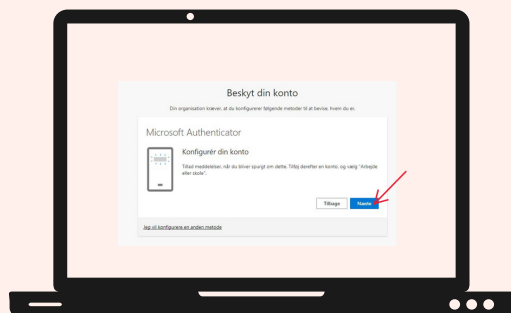 Beskyt din konto
Din organisation kræver, at du konfigurerer følgende metoder til at bevise, hvem du er.
Microsoft Authenticator
Konfigurér din konto
Tillad meddelelser, når du bliver spurgt om dette. Tilføj derefter en konto, og vælg "Arbejde
eller skole".
Tilbage
Næste
Jeg vil konfigurere en anden metode